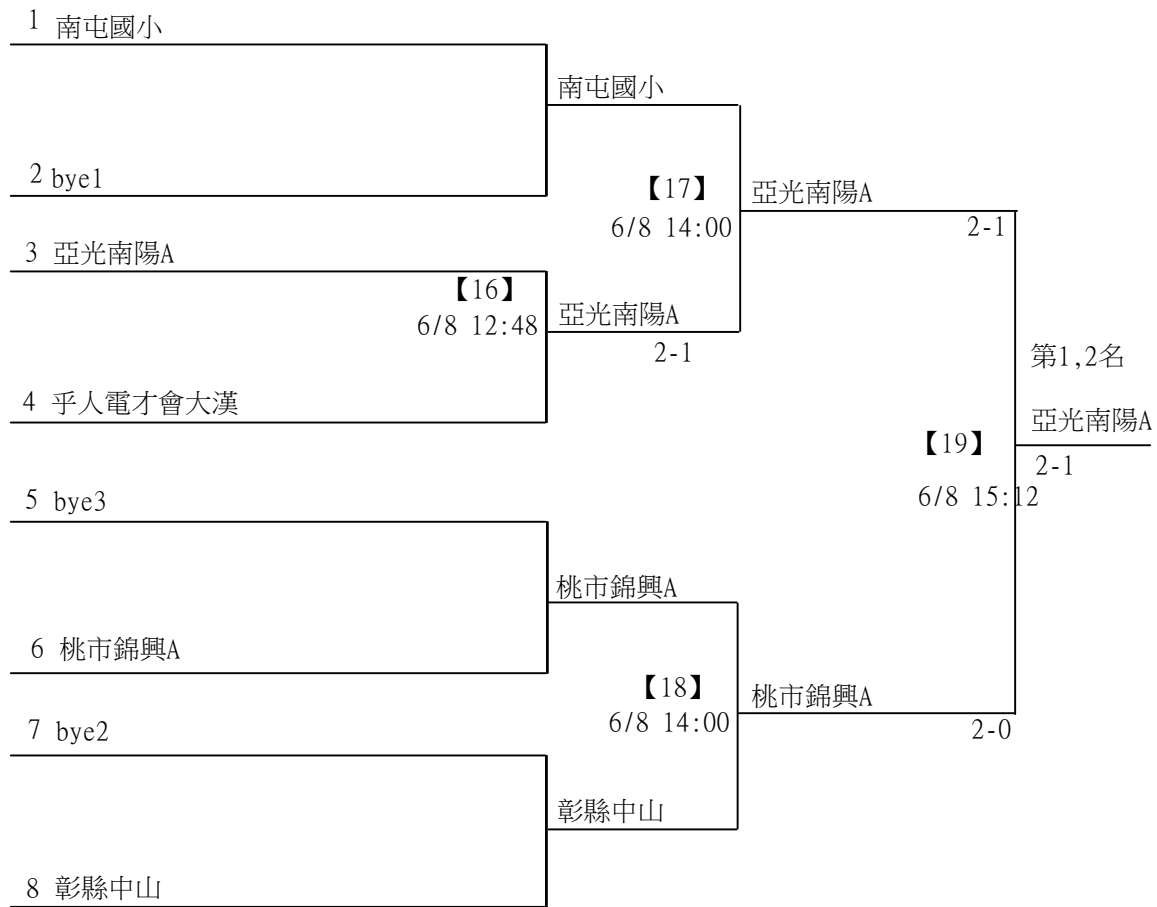 1 南屯國小
南屯國小
2 bye1
【17】
亞光南陽A
6/8 14:00
2-1
3 亞光南陽A
【16】
6/8 12:48
亞光南陽A
2-1
第1,2名
4 乎人電才會大漢
亞光南陽A
【19】
2-1
6/8 15:12
5 bye3
桃市錦興A
6 桃市錦興A
【18】
桃市錦興A
6/8 14:00
2-0
7 bye2
彰縣中山
8 彰縣中山